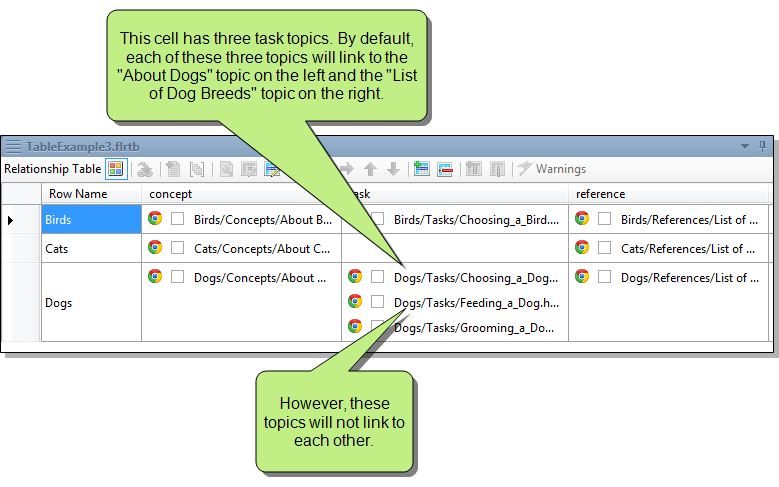 This cell has three task topics. By default,
each of these three topics will link to the
"About Dogs" topic on the left and the "List
of Dog Breeds" topic on the right.
TableExample3.flrtb
Relationship Table
Warnings
Row Name concept ask reference
Birds Birds/Concepts/About B... Birds/Tasks/Choosing_a_Bird.... Birds/References/List of ...
Cats Cats/Concepts/About C... Cats/References/List of ...
Dogs/Concepts/About ... Dogs/Tasks/Choosing_a_Dog... Dogs/References/List of ...
Dogs Dogs/Tasks/Feeding_a_Dog.h...
Dogs/Tasks/Grooming_a_Do...
However, these
topics will not link to
each other.